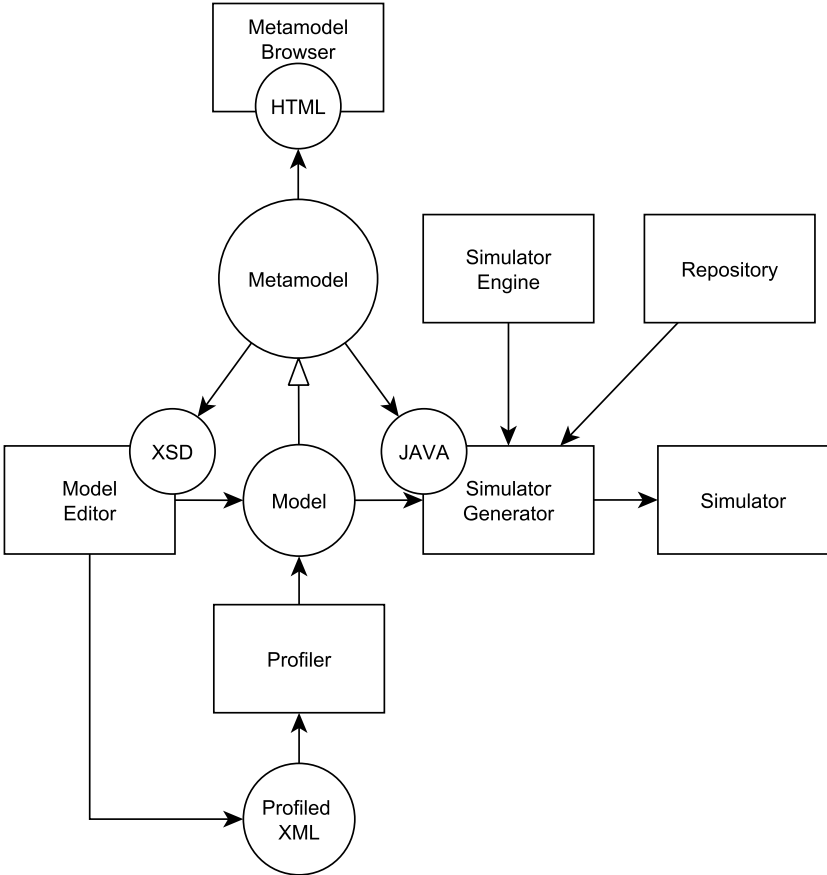 Metamodel
Browser
HTML
Metamodel
Simulator
Engine
Repository
XSD
JAVA
Model
Editor
Model
Simulator
Generator
Simulator
Profiler
Profiled
XML